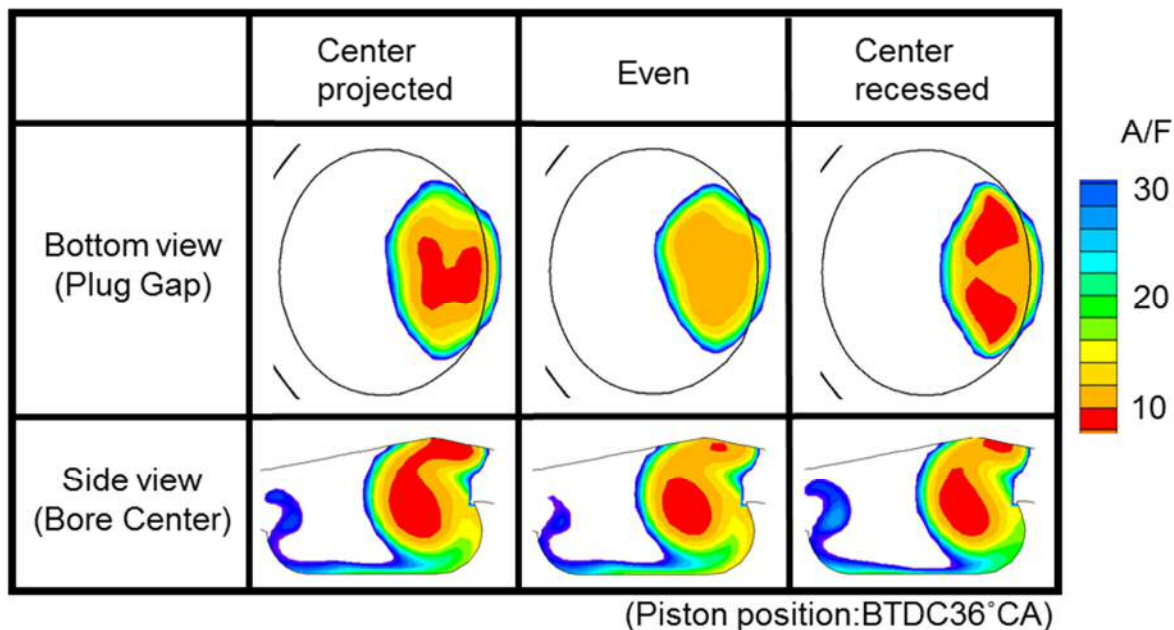 Center
projected
Even
Center
recessed
A/F
30
20
10
Bottom view
(Plug Gap)
Side view
(Bore Center)
(Piston position:BTDC36°CA)